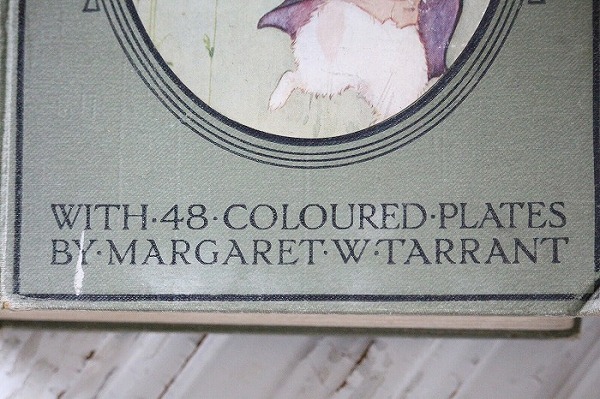 WITH·48·COLOURED·PLATES
BY·MARGARET·W·TARRANT